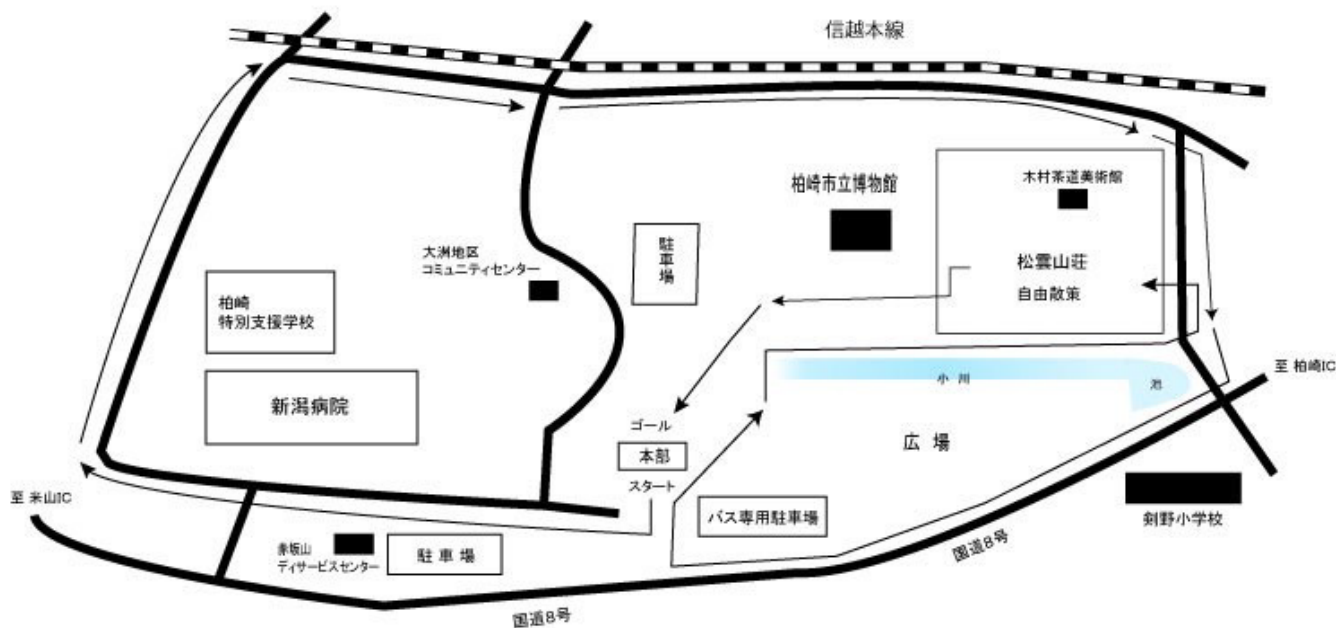 信越本線
柏崎市立博物館
木村茶道美術館
駐車場
大洲地区
コミュニティセンター
松雲山荘
自由散策
柏崎
特別支援学校
至 柏崎IC
小川
池
新潟病院
ゴール
本部
スタート
広場
至 米山IC
バス専用駐車場
剣野小学校
赤坂山
デイサービスセンター
駐車場
国道8号
国道8号